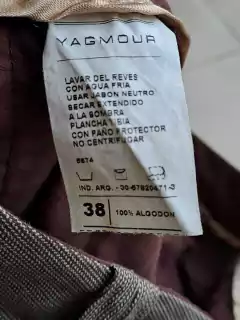 YAGMOUR
LAVAR DEL REVES
CON AGUA FRIA
USAR JABON NEUTRO
SECAR EXTENDIDO
A LA SOMBRA
PLANCHA TIBIA
CON PAÑO PROTECTOR
NO CENTRIFUGAR
IND. ARG. -
38
100% ALGODON